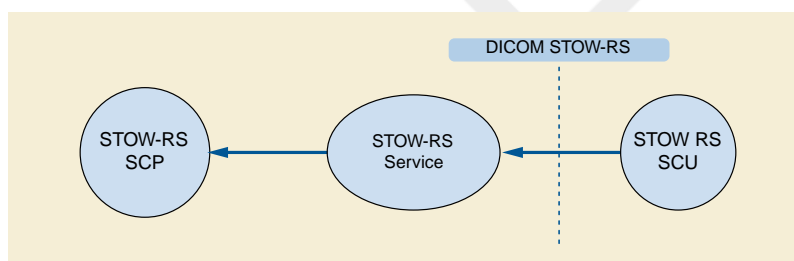 DICOM STOW-RS
STOW-RS
SCP
STOW-RS
Service
STOW RS
SCU